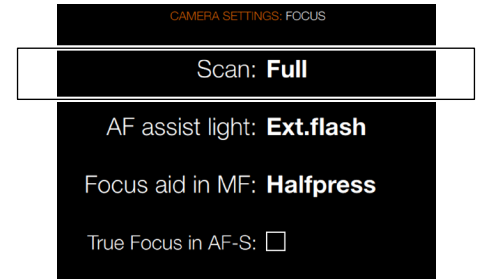 CAMERA SETTINGS: FOCUS
Scan: Full
AF assist light: Ext.flash
Focus aid in MF: Halfpress
True Focus in AF-S: